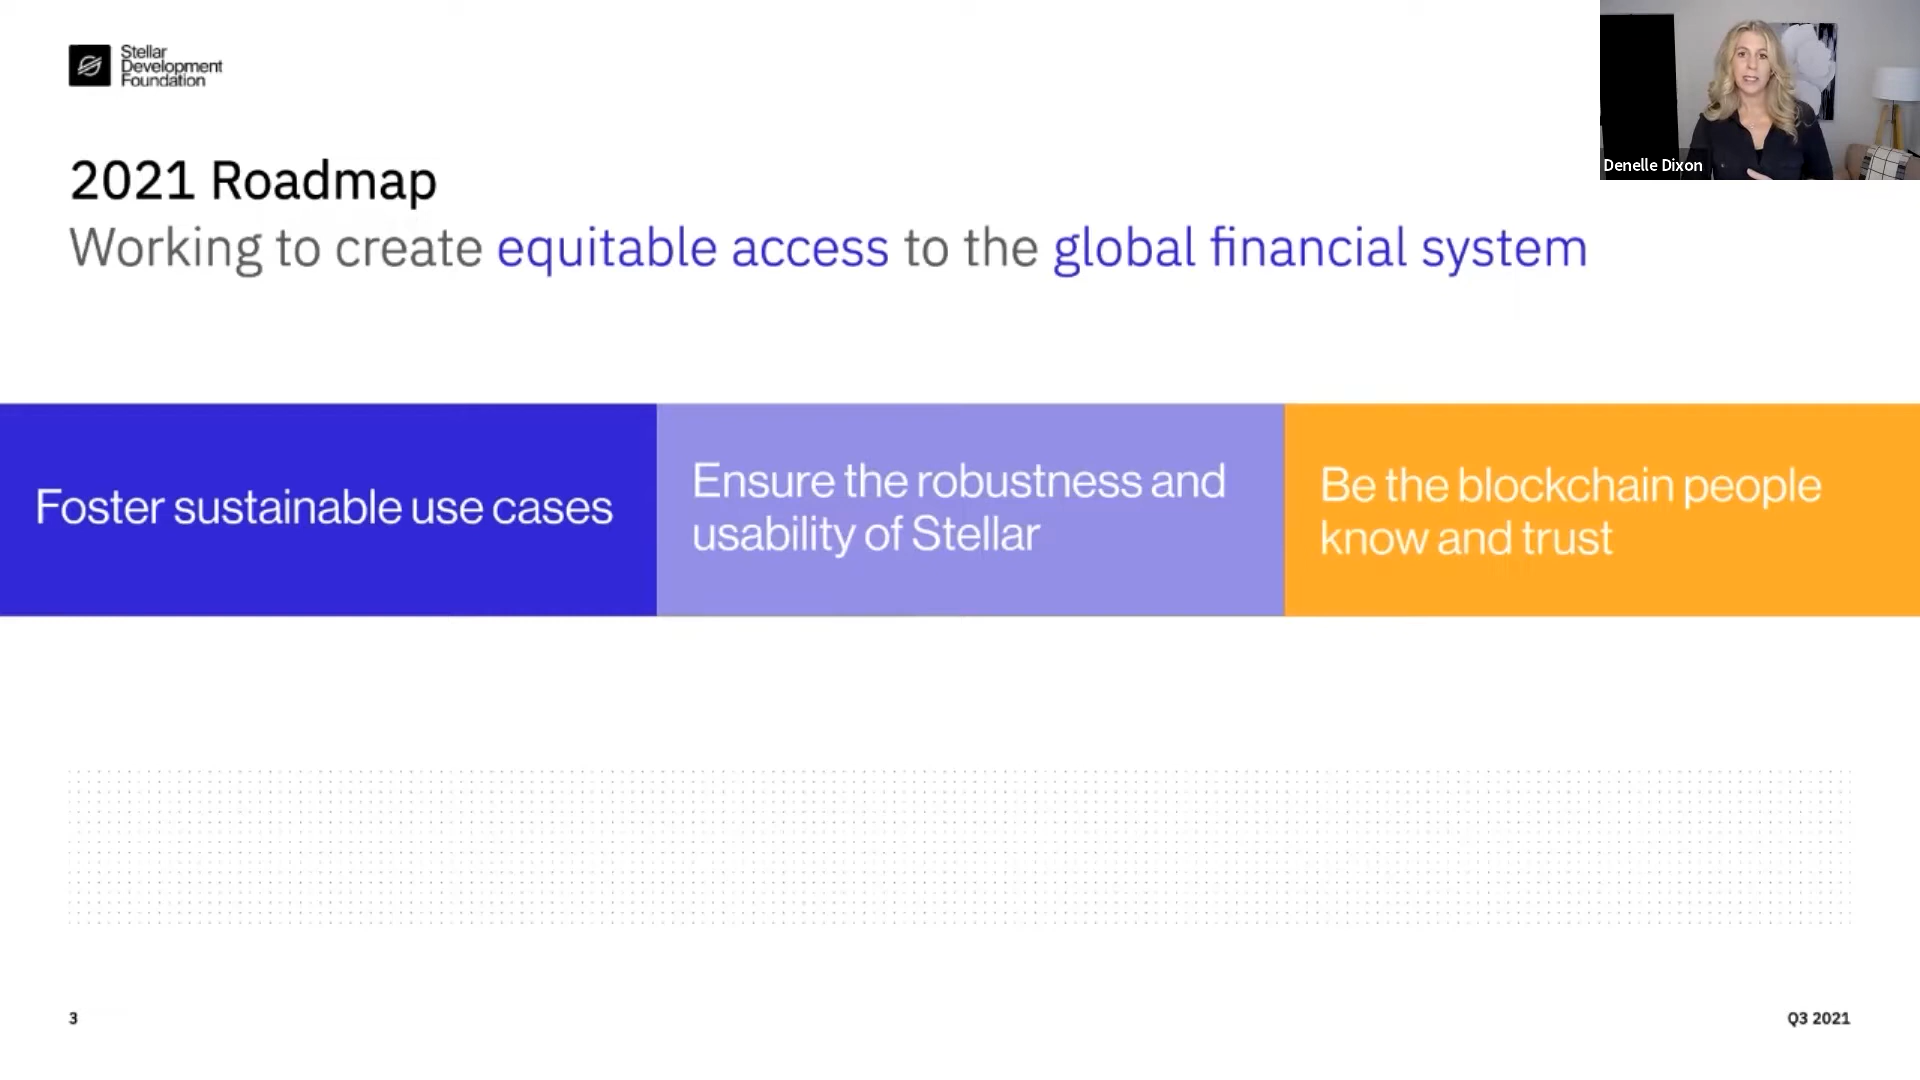 Stellar
Development
Foundation
Denelle Dixon
2021 Roadmap
Working to create equitable access to the global financial system
Foster sustainable use cases
Ensure the robustness and
usability of Stellar
Be the blockchain people
know and trust
3
Q3 2021